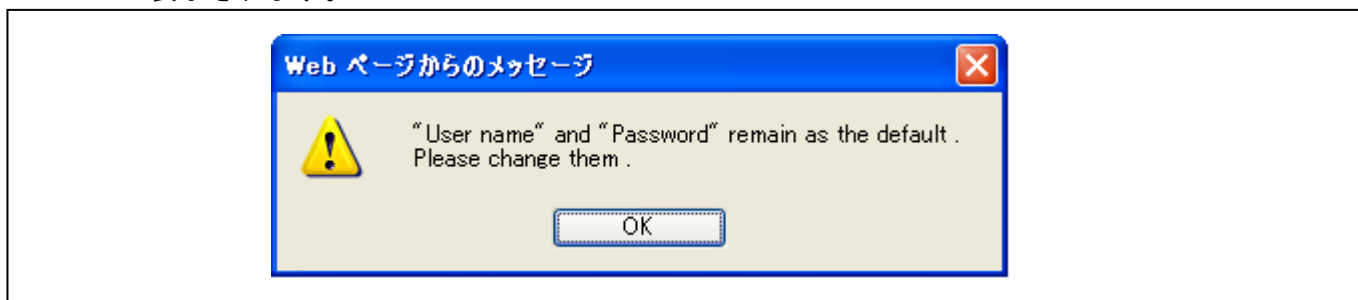 Web ページからのメッセージ
"User name" and "Password" remain as the default .
Please change them .
OK